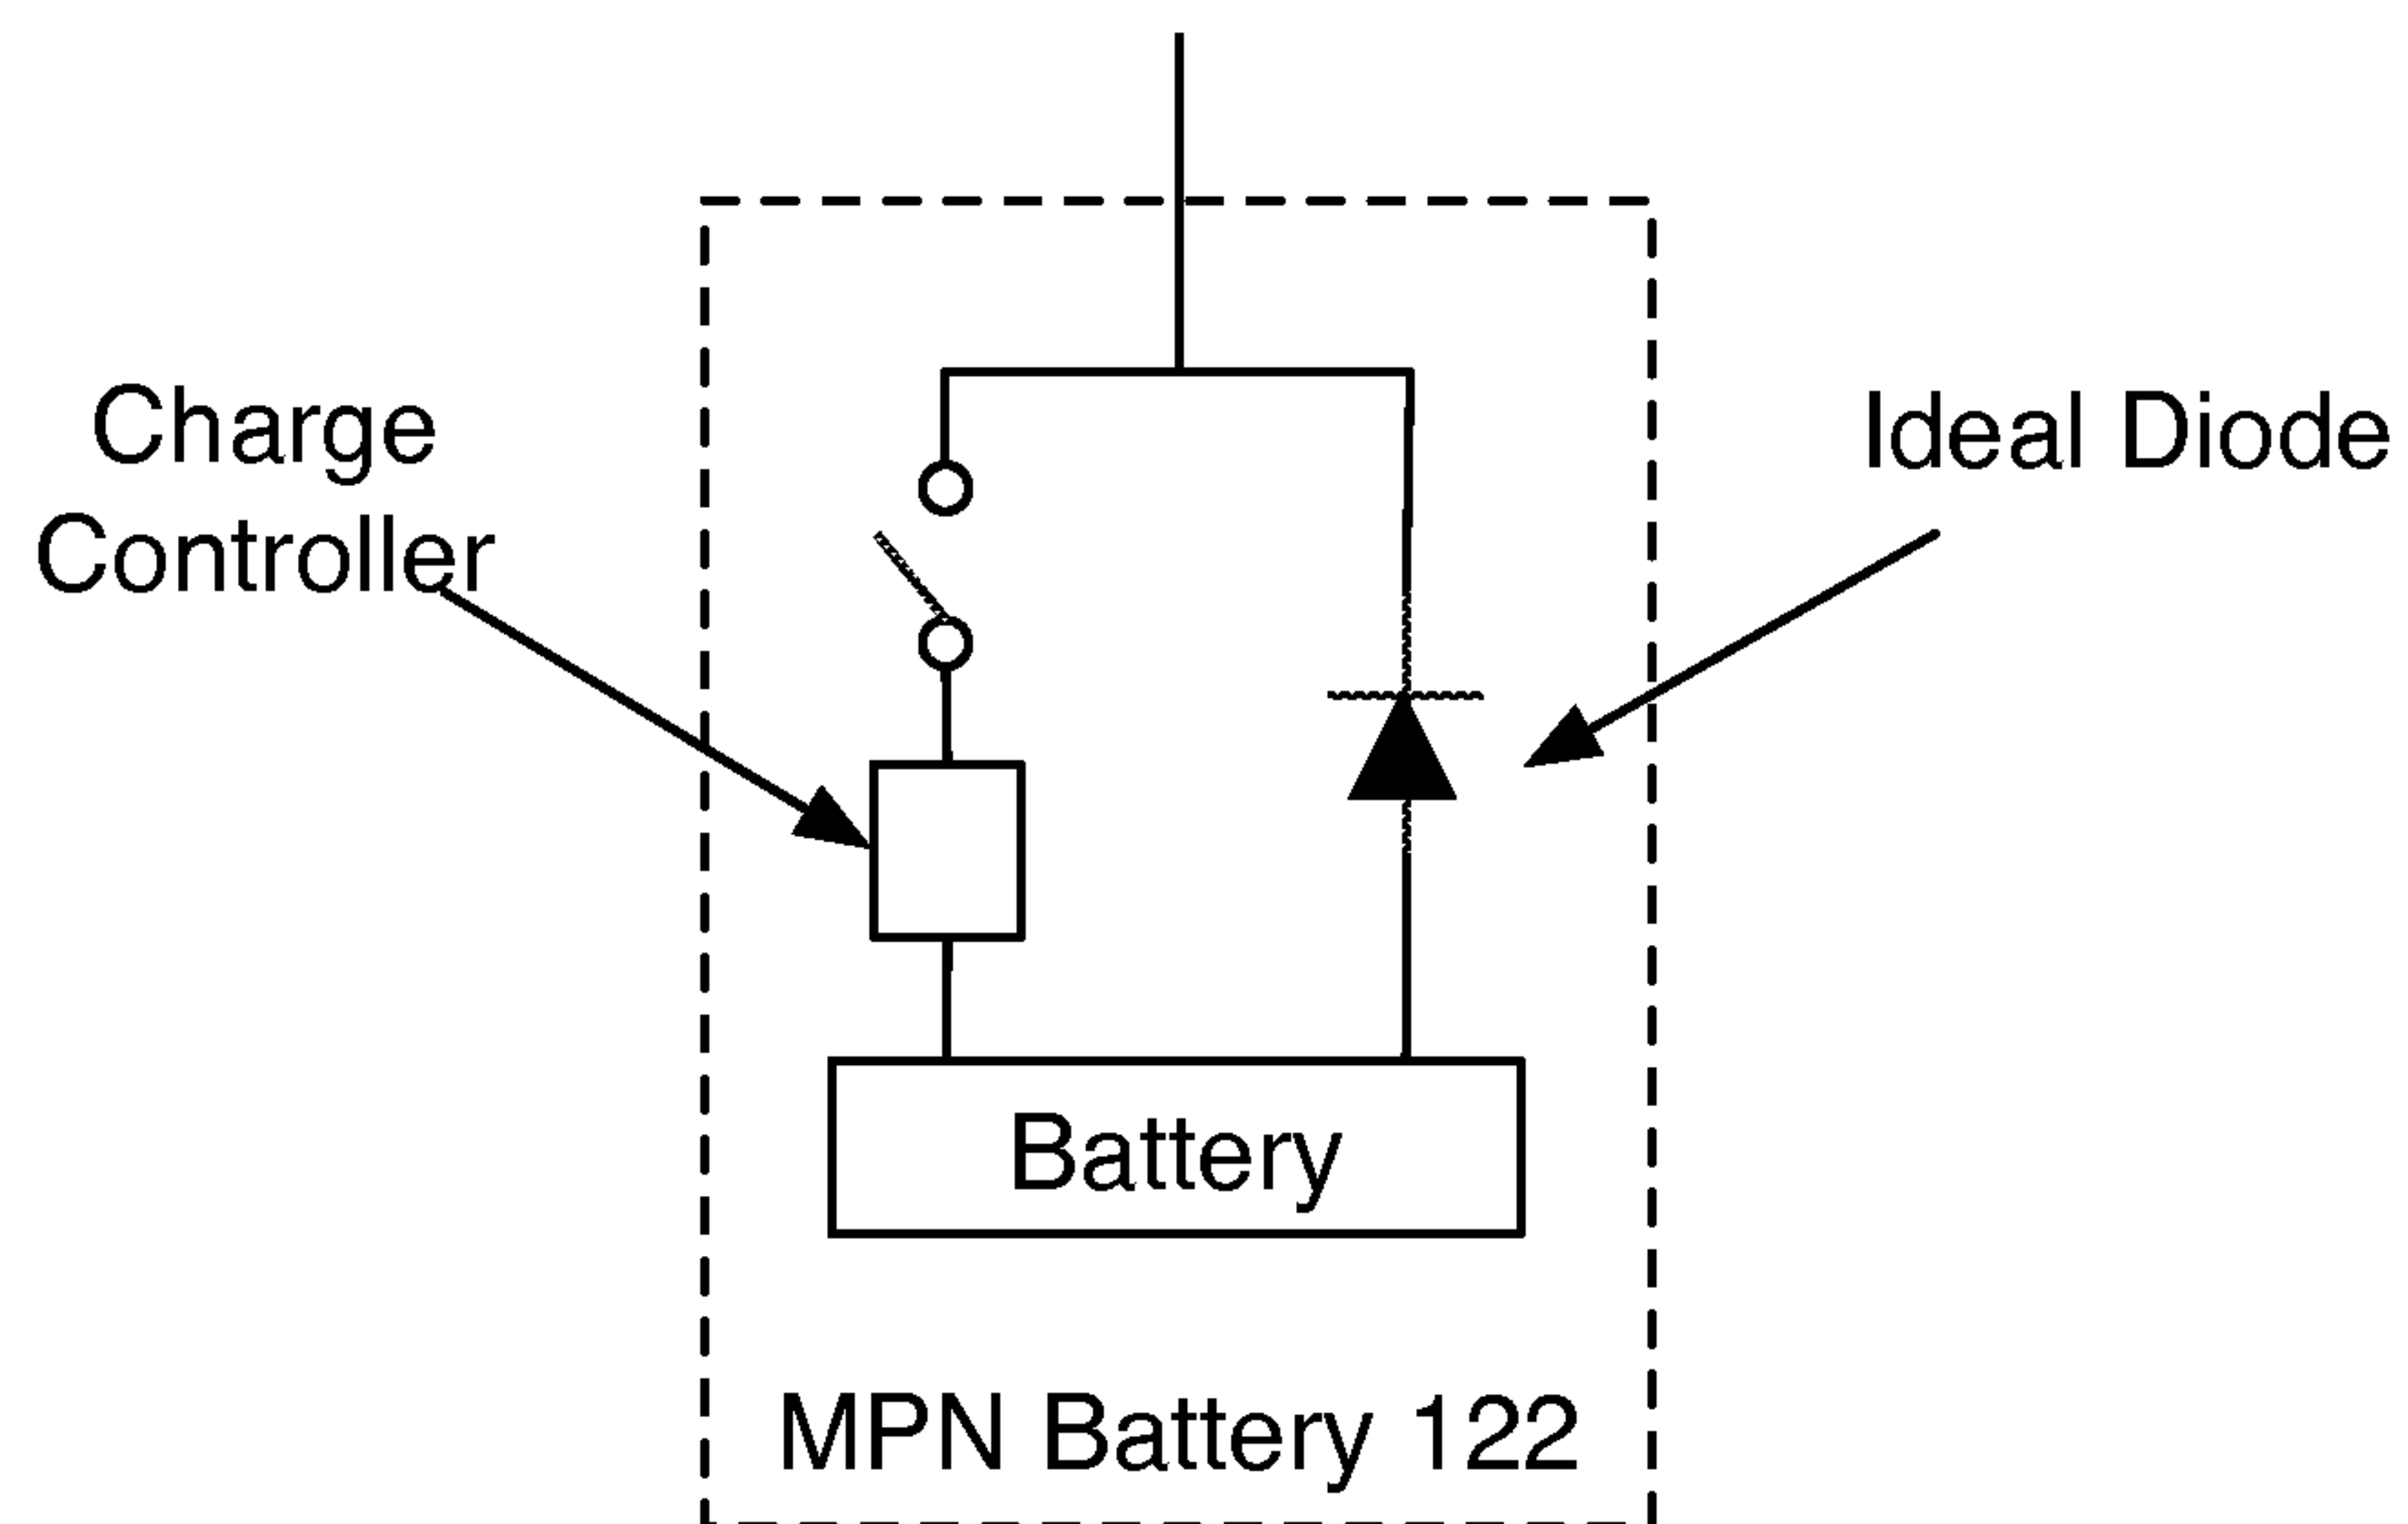 Charge
Controller
Ideal Diode
Battery
MPN Battery 122